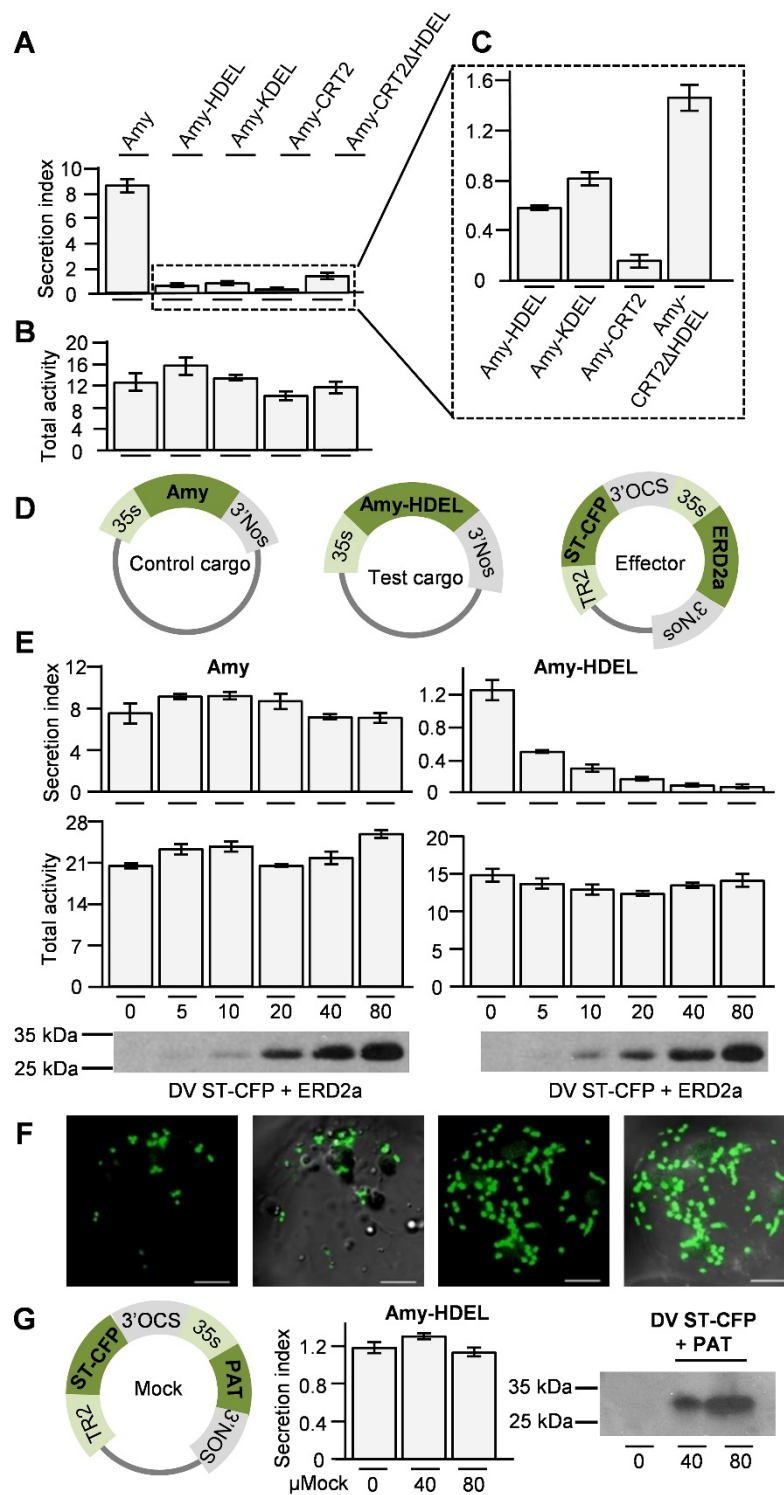 A
Amy
Amy-HDEL
Amy-KDEL
Amy-CRT2
Amy-CRT2ΔHDEL
Secretion index
10
8
6
4
2
0
C
1.6
1.2
0.8
0.4
0
Amy-HDEL
Amy-KDEL
Amy-CRT2
Amy-
CRT2ΔHDEL
B
Total activity
20
16
12
8
4
0
D
35s
Amy
3'Nos
Control cargo
35s
Amy-HDEL
3'Nos
Test cargo
TR2
ST-CFP
3'OCS
35s
ERD2a
3'Nos
Effector
E
Amy
Secretion index
12
8
4
0
Amy-HDEL
1.2
0.8
0.4
0
Total activity
28
21
14
7
0
0 5 10 20 40 80
20
15
10
5
0
0 5 10 20 40 80
35 kDa
25 kDa
DV ST-CFP + ERD2a
DV ST-CFP + ERD2a
F
G
TR2
ST-CFP
3'OCS
35s
PAT
3'NOS
Mock
Amy-HDEL
Secretion index
1.2
0.8
0.4
0
µMock 0 40 80
DV ST-CFP
+ PAT
35 kDa
25 kDa
0 40 80